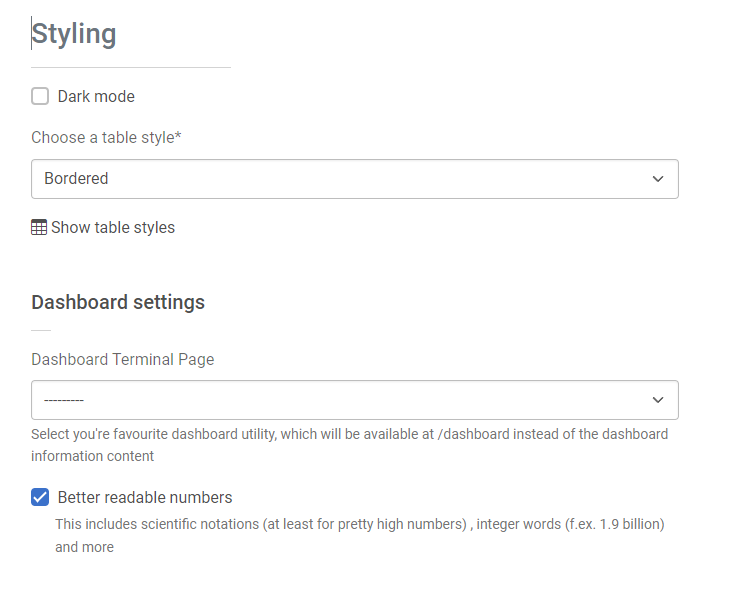 Styling
Dark mode
Choose a table style*
Bordered
Show table styles
Dashboard settings
Dashboard Terminal Page
---------
Select you're favourite dashboard utility, which will be available at /dashboard instead of the dashboard
information content
Better readable numbers
This includes scientific notations (at least for pretty high numbers) , integer words (f.ex. 1.9 billion)
and more